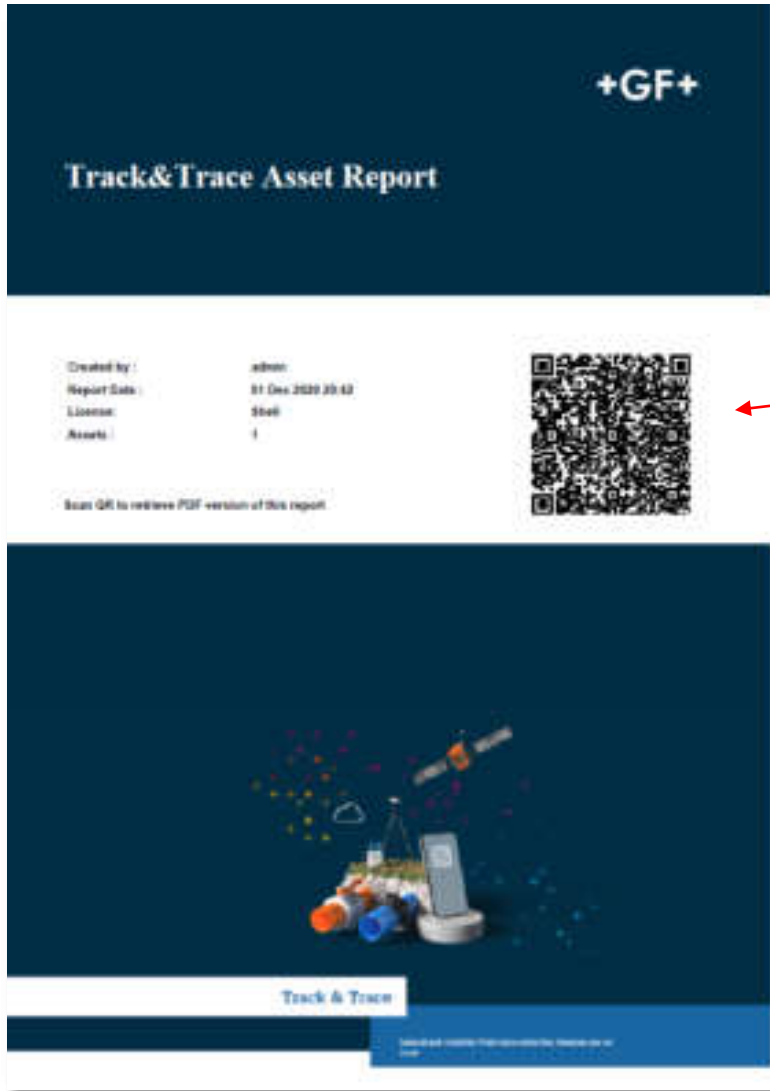 +GF+
Track&Trace Asset Report
Created by : admin
Report Date : 01 Dec 2020 20:42
License: Shell
Assets : 1
Scan QR to retrieve PDF version of this report
Track & Trace